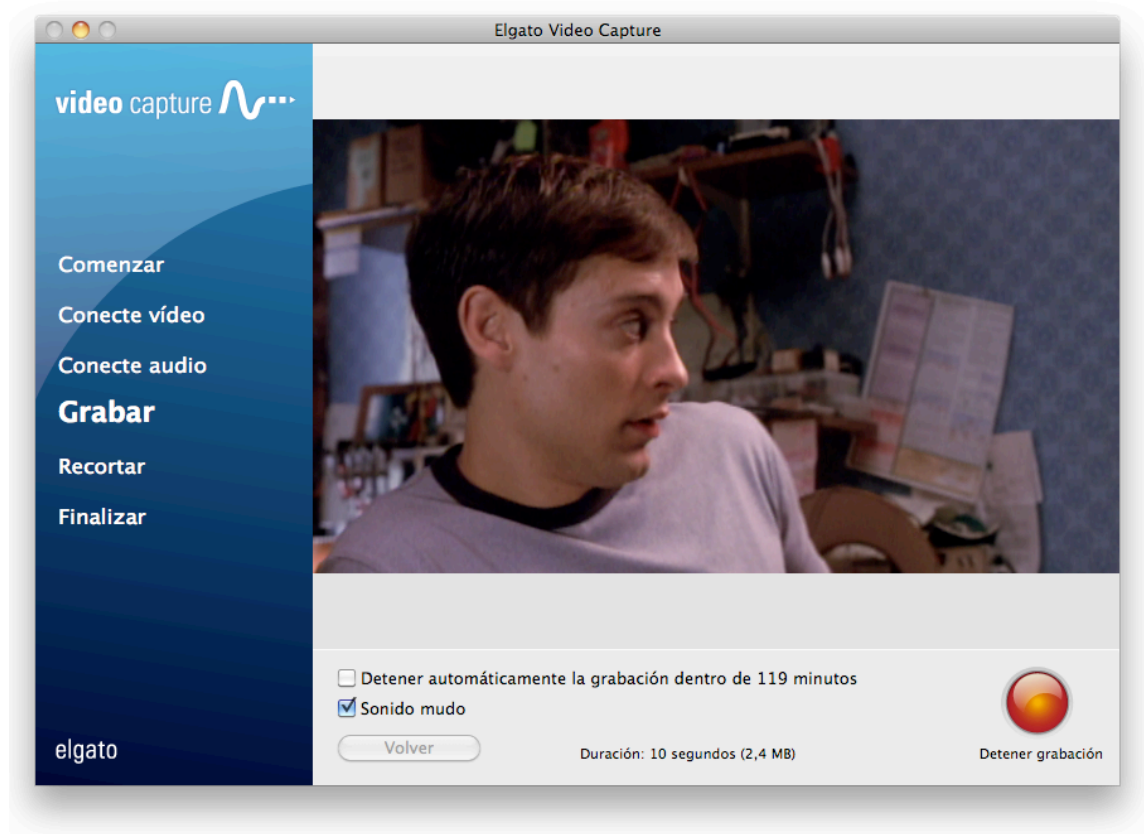 Elgato Video Capture
video capture
Comenzar
Conecte vídeo
Conecte audio
Grabar
Recortar
Finalizar
elgato
Detener automáticamente la grabación dentro de 119 minutos
Sonido mudo
Volver
Duración: 10 segundos (2,4 MB)
Detener grabación